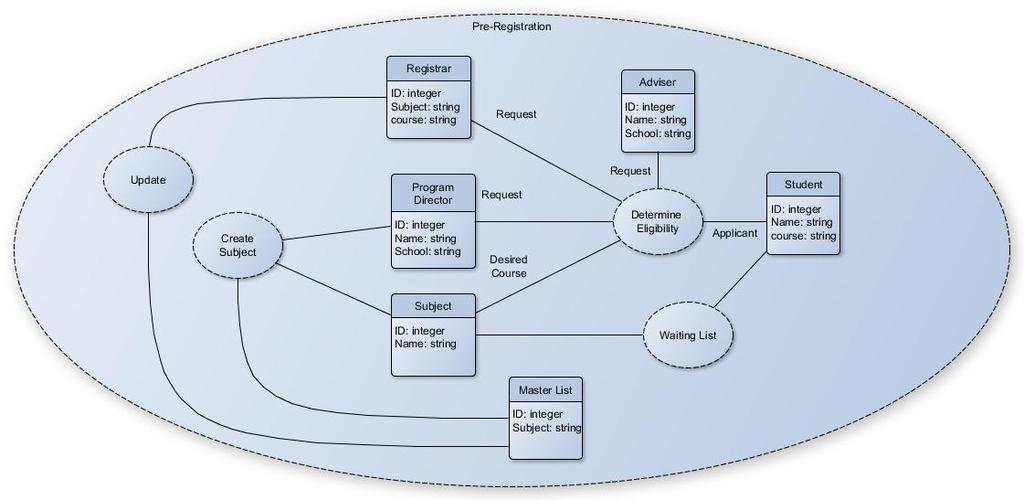 Pre-Registration
Registrar
ID: integer
Subject: string
course: string
Request
Adviser
ID: integer
Name: string
School: string
Request
Update
Program
Director
ID: integer
Name: string
School: string
Request
Determine
Eligibility
Applicant
Student
ID: integer
Name: string
course: string
Create
Subject
Desired
Course
Subject
ID: integer
Name: string
Waiting List
Master List
ID: integer
Subject: string